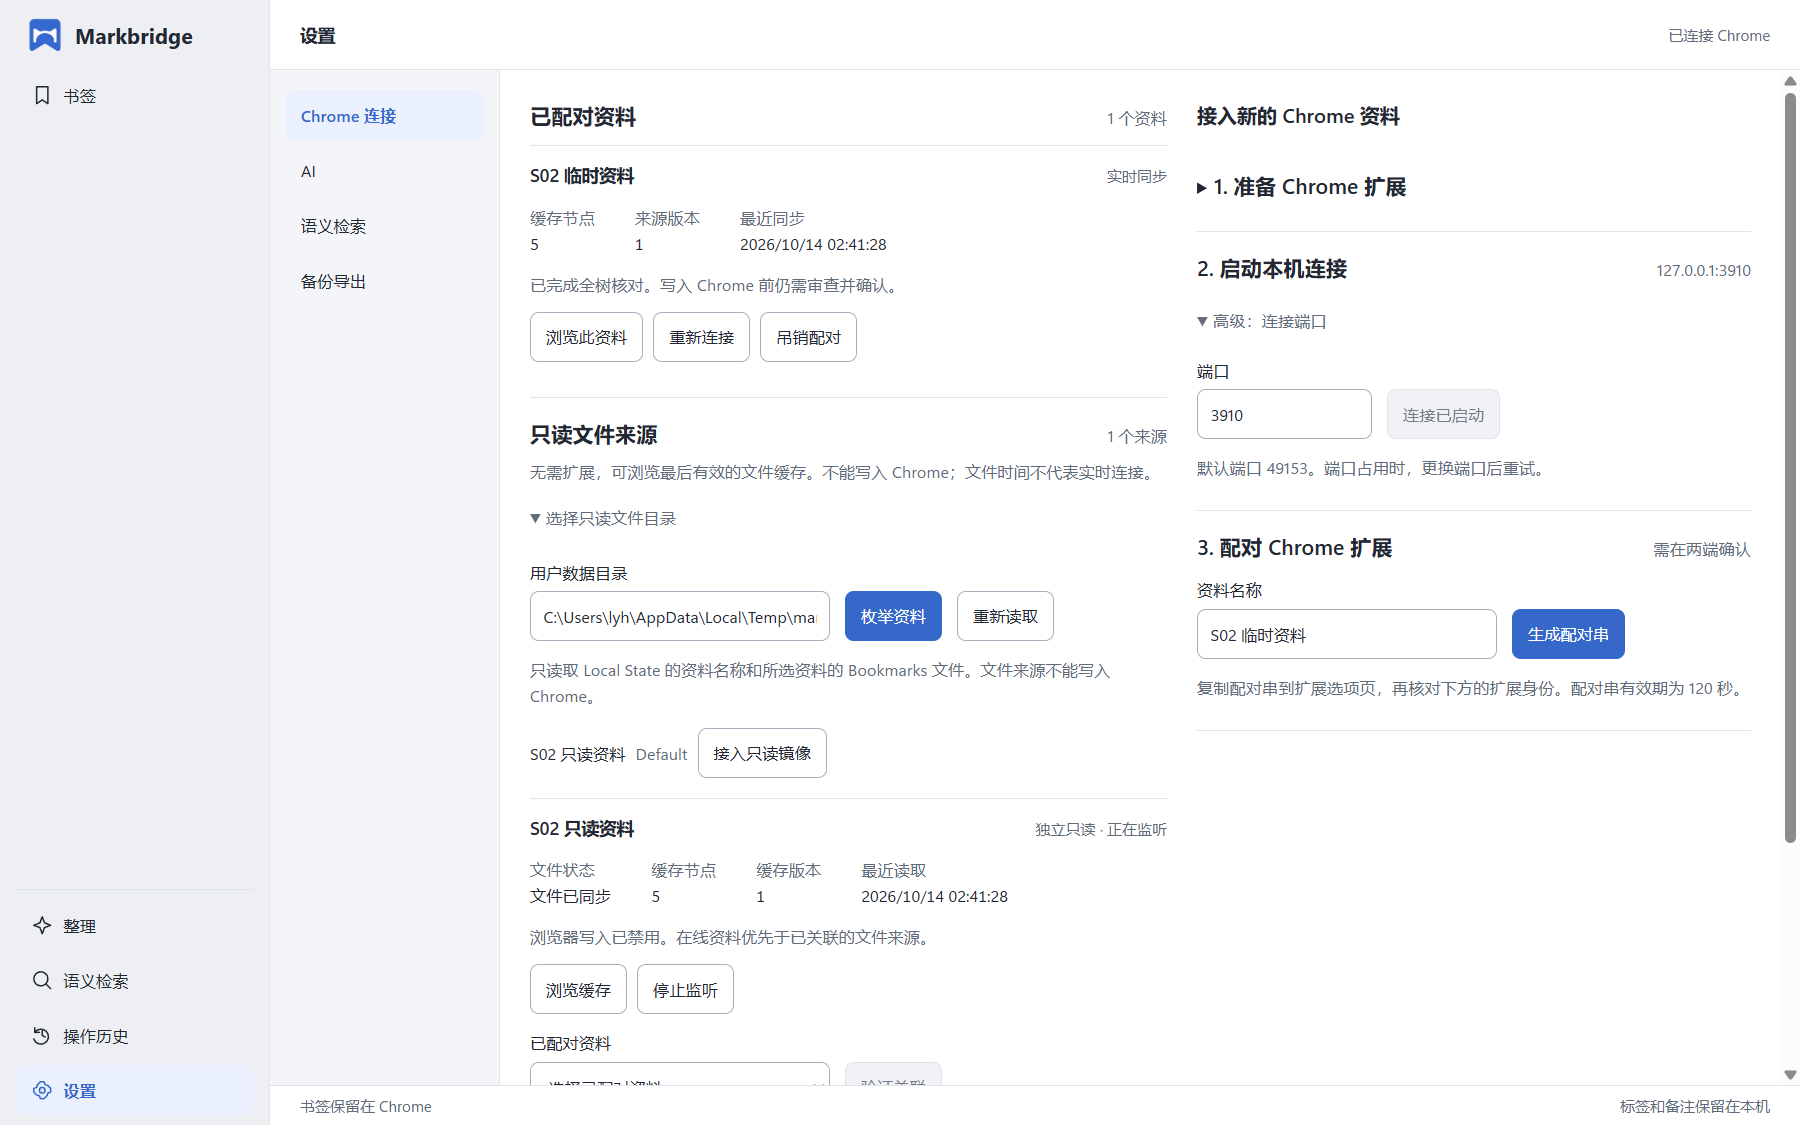 Markbridge
书签
整理
语义检索
操作历史
设置
设置
已连接 Chrome
Chrome 连接
AI
语义检索
备份导出
已配对资料
1 个资料
S02 临时资料
实时同步
缓存节点 来源版本 最近同步
5 1 2026/10/14 02:41:28
已完成全树核对。写入 Chrome 前仍需审查并确认。
浏览此资料 重新连接 吊销配对
只读文件来源
1 个来源
无需扩展，可浏览最后有效的文件缓存。不能写入 Chrome；文件时间不代表实时连接。
▼ 选择只读文件目录
用户数据目录
C:\Users\lyh\AppData\Local\Temp\mar 枚举资料 重新读取
只读取 Local State 的资料名称和所选资料的 Bookmarks 文件。文件来源不能写入
Chrome。
S02 只读资料 Default 接入只读镜像
S02 只读资料
独立只读 · 正在监听
文件状态 缓存节点 缓存版本 最近读取
文件已同步 5 1 2026/10/14 02:41:28
浏览器写入已禁用。在线资料优先于已关联的文件来源。
浏览缓存 停止监听
已配对资料
选择已配对资料 验证关联
接入新的 Chrome 资料
▶ 1. 准备 Chrome 扩展
2. 启动本机连接
127.0.0.1:3910
▼ 高级：连接端口
端口
3910 连接已启动
默认端口 49153。端口占用时，更换端口后重试。
3. 配对 Chrome 扩展
需在两端确认
资料名称
S02 临时资料 生成配对串
复制配对串到扩展选项页，再核对下方的扩展身份。配对串有效期为 120 秒。
书签保留在 Chrome
标签和备注保留在本机